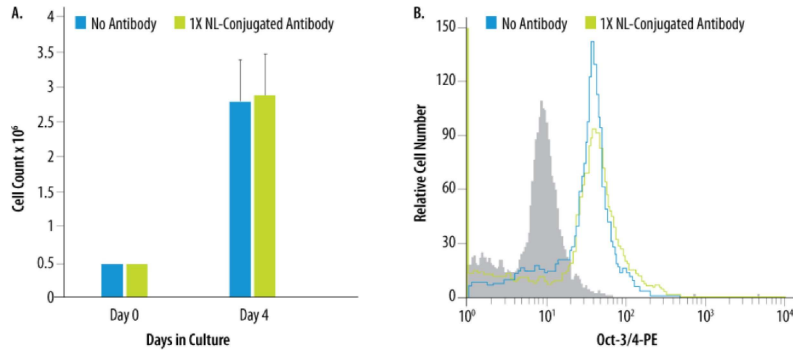 A.
No Antibody
1X NL-Conjugated Antibody
Cell Count x 10⁶
4
3.5
3
2.5
2
1.5
1
0.5
0
Day 0
Day 4
Days in Culture
B.
No Antibody
1X NL-Conjugated Antibody
Relative Cell Number
150
120
90
60
30
0
10⁰
10¹
10²
10³
10⁴
Oct-3/4-PE